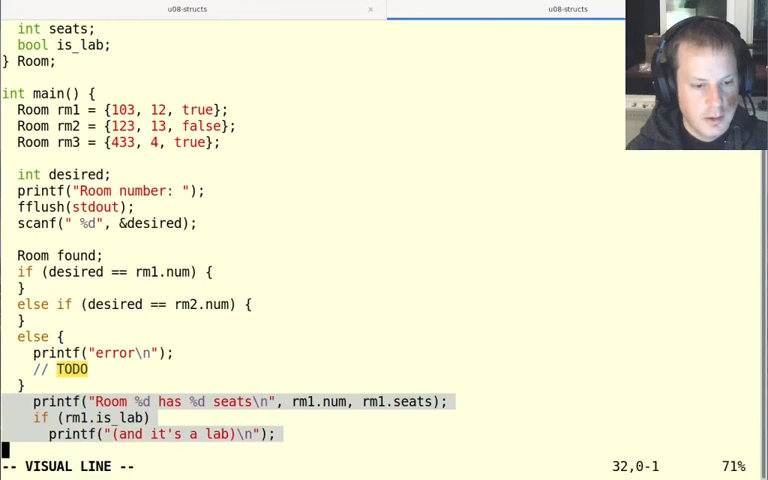 u08-structs × u08-structs
int seats;
bool is_lab;
} Room;
int main() {
Room rm1 = {103, 12, true};
Room rm2 = {123, 13, false};
Room rm3 = {433, 4, true};
int desired;
printf("Room number: ");
fflush(stdout);
scanf(" %d", &desired);
Room found;
if (desired == rm1.num) {
}
else if (desired == rm2.num) {
}
else {
printf("error\n");
// TODO
}
printf("Room %d has %d seats\n", rm1.num, rm1.seats);
if (rm1.is_lab)
printf("(and it's a lab)\n");
-- VISUAL LINE -- 32,0-1 71%